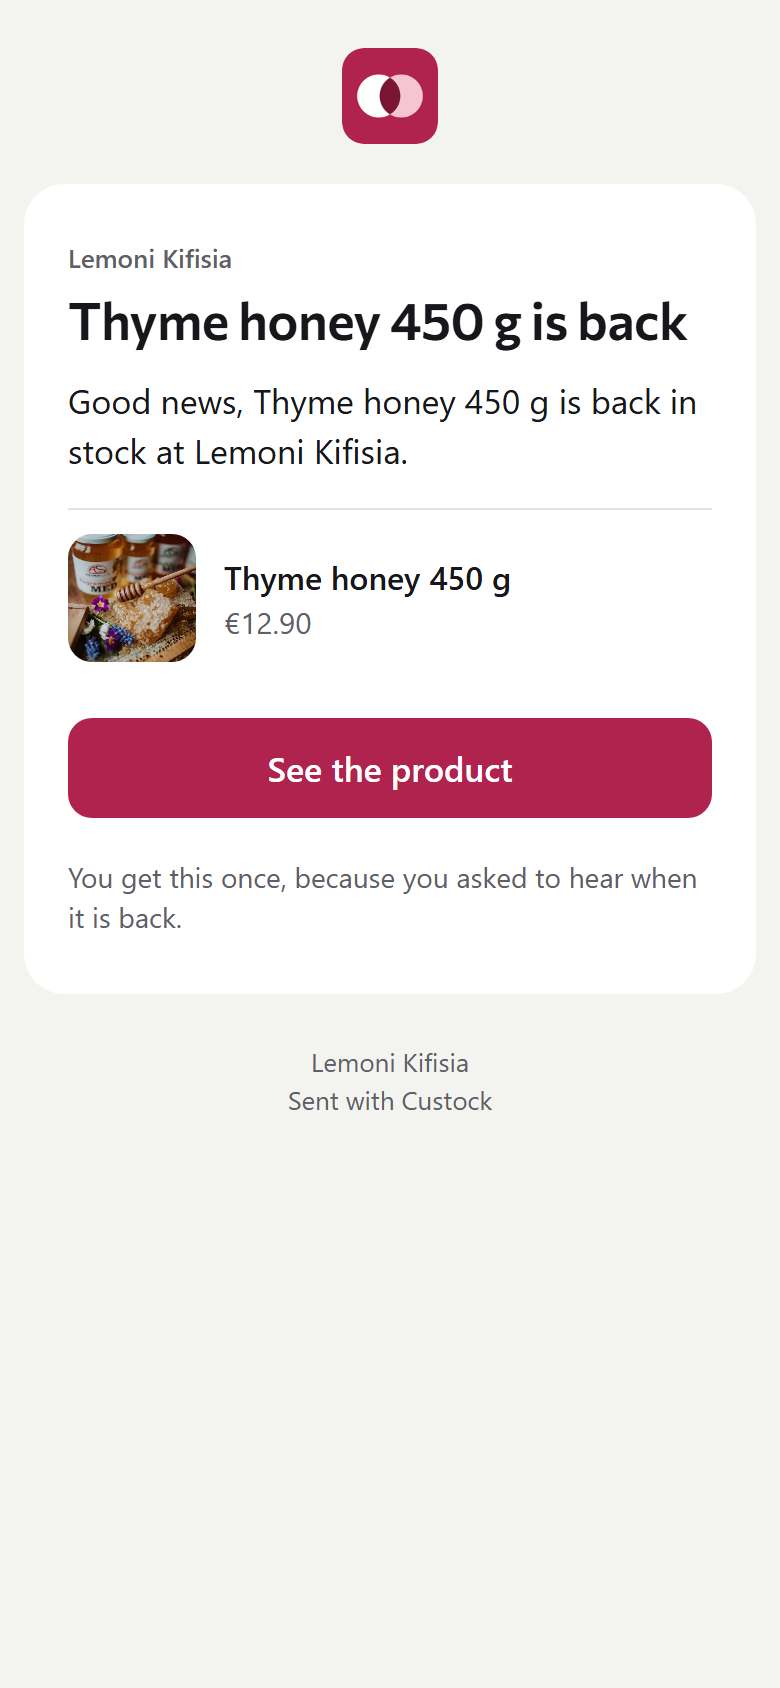 Lemoni Kifisia
Thyme honey 450 g is back
Good news, Thyme honey 450 g is back in
stock at Lemoni Kifisia.
MED
Thyme honey 450 g
€12.90
See the product
You get this once, because you asked to hear when
it is back.
Lemoni Kifisia
Sent with Custock